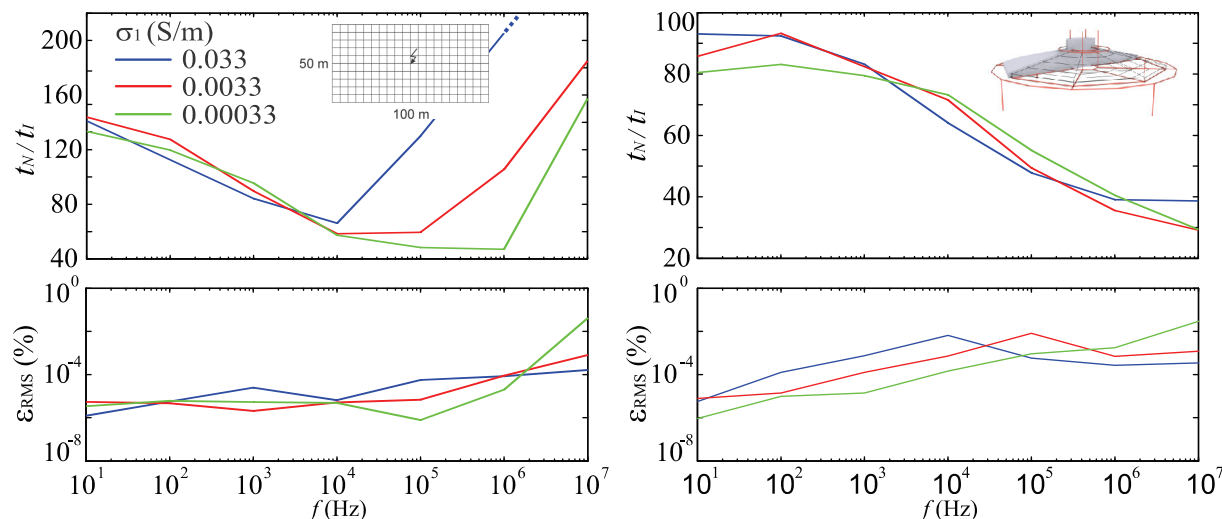 σ1 (S/m)
0.033
0.0033
0.00033
50 m
100 m
200
160
120
80
40
tN / tI
10^0
10^-4
10^-8
εRMS (%)
10^1 10^2 10^3 10^4 10^5 10^6 10^7
f (Hz)
100
80
60
40
20
tN / tI
10^0
10^-4
10^-8
εRMS (%)
10^1 10^2 10^3 10^4 10^5 10^6 10^7
f (Hz)